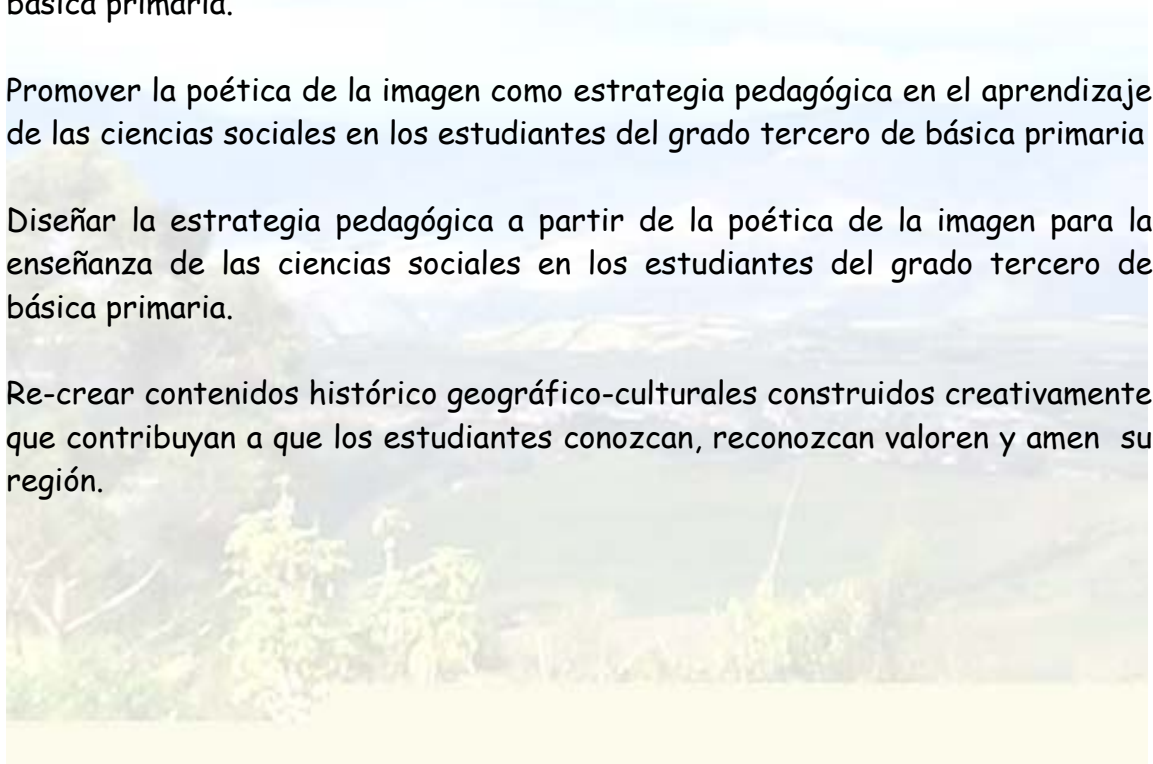 básica primaria.
Promover la poética de la imagen como estrategia pedagógica en el aprendizaje
de las ciencias sociales en los estudiantes del grado tercero de básica primaria
Diseñar la estrategia pedagógica a partir de la poética de la imagen para la
enseñanza de las ciencias sociales en los estudiantes del grado tercero de
básica primaria.
Re-crear contenidos histórico geográfico-culturales construidos creativamente
que contribuyan a que los estudiantes conozcan, reconozcan valoren y amen  su
región.